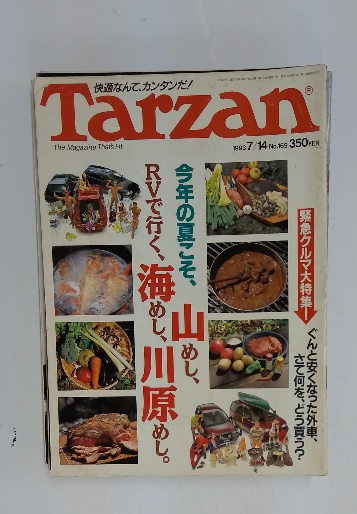 快適なんて、カンタンだ！
Tarzan®
The Magazine That's Fit
1993 7/14 No.169 350YEN
緊急クルマ大特集！
ぐんと安くなった外車、
さて何を、どう買う？
今年の夏こそ、
山めし、
RVで行く、海めし、川原めし。